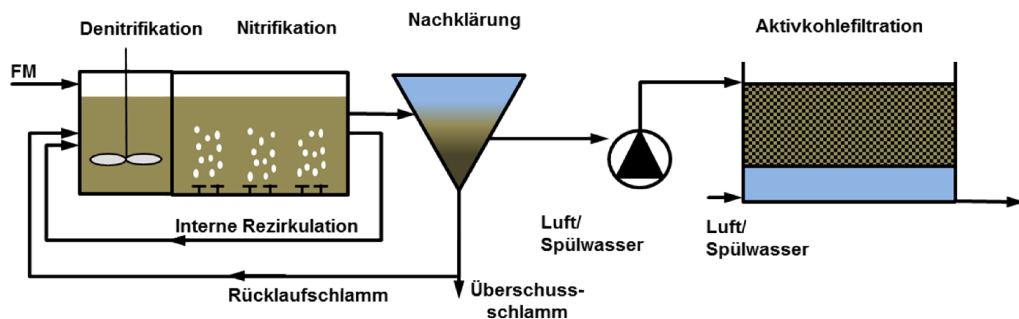 Denitrifikation
Nitrifikation
Nachklärung
Aktivkohlefiltration
FM
Interne Rezirkulation
Rücklaufschlamm
Überschuss-
schlamm
Luft/
Spülwasser
Luft/
Spülwasser